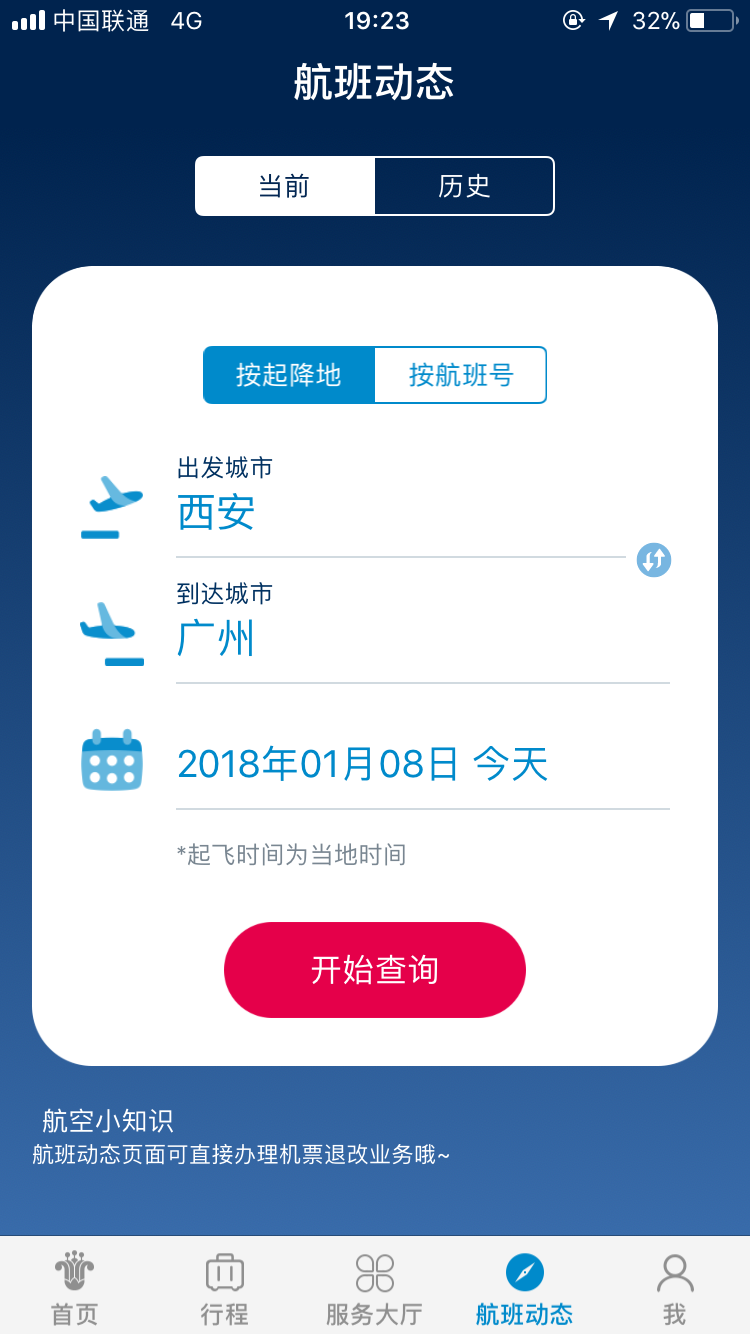 中国联通 4G 19:23 32%
航班动态
当前 历史
按起降地 按航班号
出发城市
西安
到达城市
广州
2018年01月08日 今天
*起飞时间为当地时间
开始查询
航空小知识
航班动态页面可直接办理机票退改业务哦~
首页 行程 服务大厅 航班动态 我